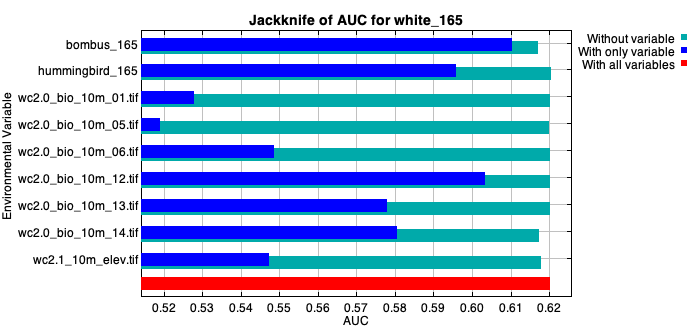 Jackknife of AUC for white_165
Without variable
With only variable
With all variables
Environmental Variable
bombus_165
hummingbird_165
wc2.0_bio_10m_01.tif
wc2.0_bio_10m_05.tif
wc2.0_bio_10m_06.tif
wc2.0_bio_10m_12.tif
wc2.0_bio_10m_13.tif
wc2.0_bio_10m_14.tif
wc2.1_10m_elev.tif
0.52 0.53 0.54 0.55 0.56 0.57 0.58 0.59 0.60 0.61 0.62
AUC